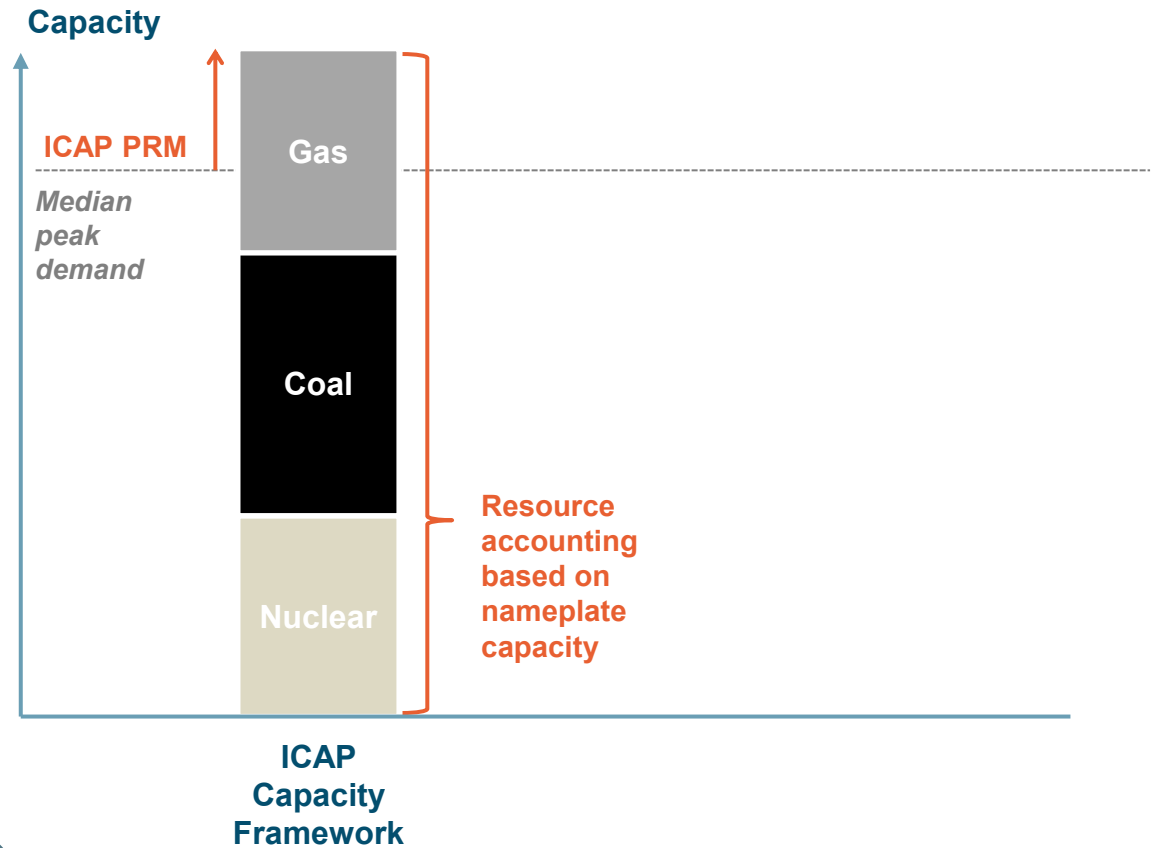 Capacity
ICAP PRM
Gas
Median
peak
demand
Coal
Resource
accounting
based on
nameplate
capacity
Nuclear
ICAP
Capacity
Framework